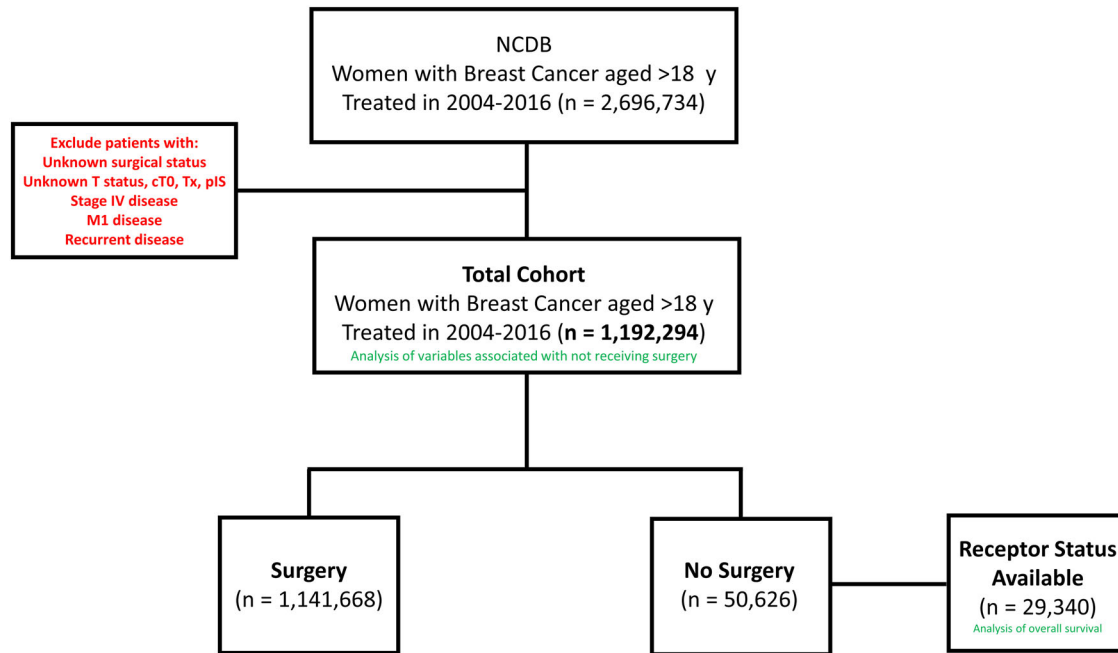 NCDB
Women with Breast Cancer aged >18 y
Treated in 2004-2016 (n = 2,696,734)
Exclude patients with:
Unknown surgical status
Unknown T status, cT0, Tx, pIS
Stage IV disease
M1 disease
Recurrent disease
Total Cohort
Women with Breast Cancer aged >18 y
Treated in 2004-2016 (n = 1,192,294)
Analysis of variables associated with not receiving surgery
Surgery
(n = 1,141,668)
No Surgery
(n = 50,626)
Receptor Status
Available
(n = 29,340)
Analysis of overall survival